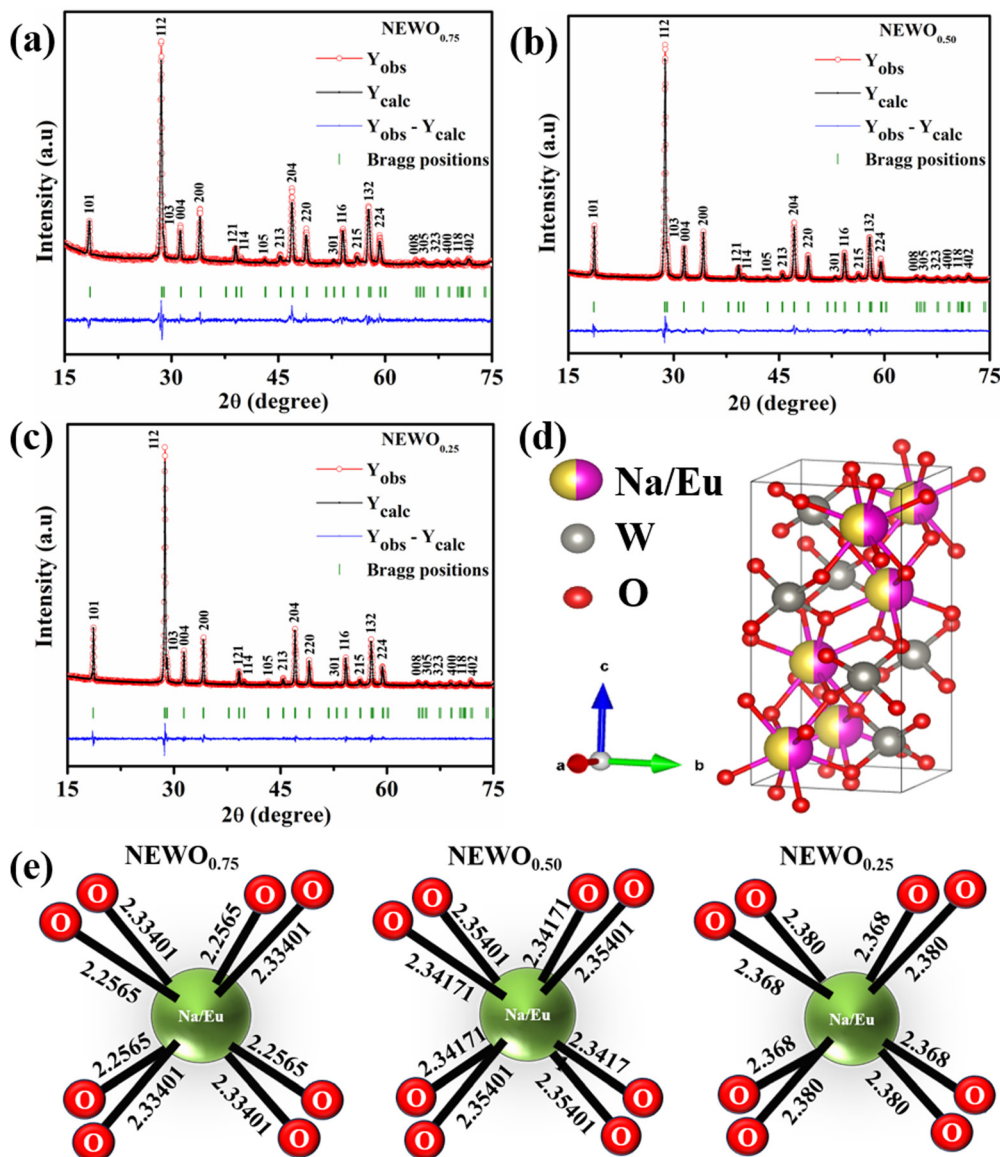 (a)
NEWO0.75
Yobs
Ycalc
Yobs - Ycalc
Bragg positions
Intensity (a.u)
101
112
103
004
200
121
114
105
213
204
220
301
116
215
132
224
008
305
323
400
118
402
15 30 45 60 75
2θ (degree)
(b)
NEWO0.50
Yobs
Ycalc
Yobs - Ycalc
Bragg positions
Intensity (a.u)
101
112
103
004
200
121
114
105
213
204
220
301
116
215
132
224
008
305
323
400
118
402
15 30 45 60 75
2θ (degree)
(c)
NEWO0.25
Yobs
Ycalc
Yobs - Ycalc
Bragg positions
Intensity (a.u)
101
112
103
004
200
121
114
105
213
204
220
301
116
215
132
224
008
305
323
400
118
402
15 30 45 60 75
2θ (degree)
(d)
Na/Eu
W
O
c
a
b
(e)
NEWO0.75
O O O O
2.2565 2.33401 2.2565 2.33401
Na/Eu
2.2565 2.33401 2.33401 2.2565
O O O O
NEWO0.50
O O O O
2.34171 2.35401 2.34171 2.35401
Na/Eu
2.34171 2.35401 2.35401 2.3417
O O O O
NEWO0.25
O O O O
2.368 2.380 2.368 2.380
Na/Eu
2.368 2.380 2.380 2.368
O O O O